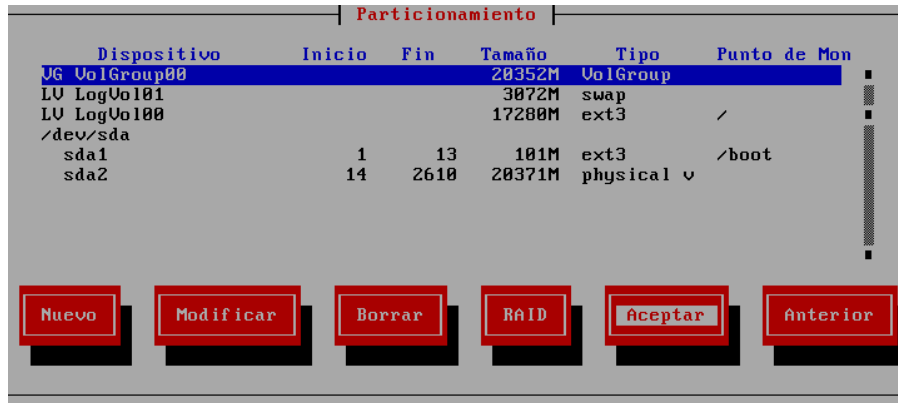 Particionamiento
Dispositivo Inicio Fin Tamaño Tipo Punto de Mon
VG VolGroup00 20352M VolGroup
LV LogVol01 3072M swap
LV LogVol00 17280M ext3 /
/dev/sda
sda1 1 13 101M ext3 /boot
sda2 14 2610 20371M physical v
Nuevo Modificar Borrar RAID Aceptar Anterior